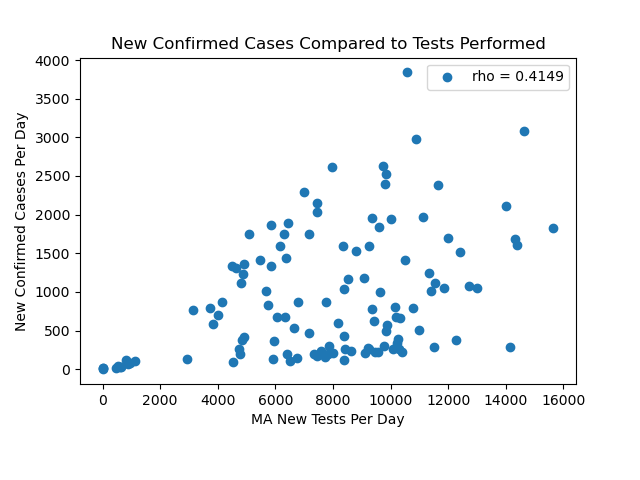 New Confirmed Cases Compared to Tests Performed
rho = 0.4149
4000
3500
3000
2500
2000
1500
1000
500
0
New Confirmed Caeses Per Day
0 2000 4000 6000 8000 10000 12000 14000 16000
MA New Tests Per Day